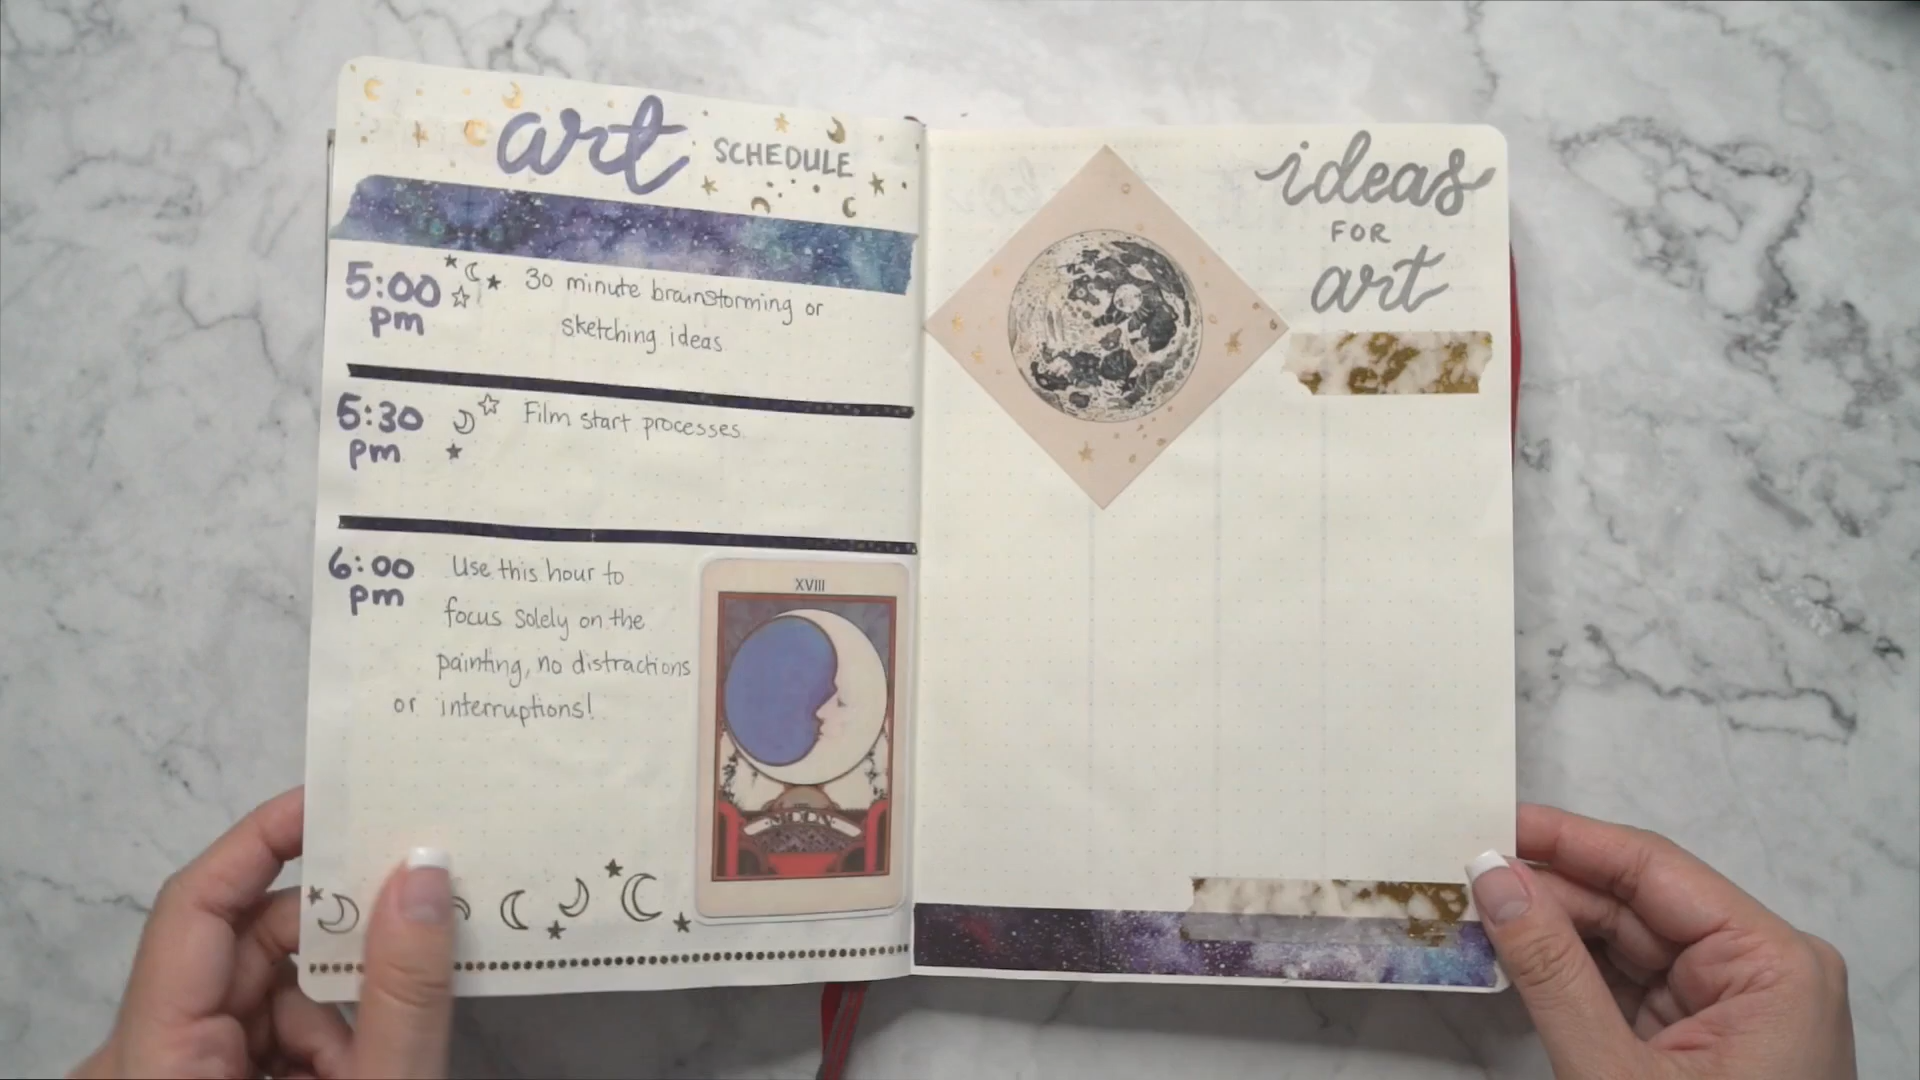 art SCHEDULE
5:00 pm
30 minute brainstorming or
sketching ideas
5:30 pm
Film start processes.
6:00 pm
Use this hour to
focus solely on the
painting, no distractions
or interruptions!
XVIII
MOON
ideas
FOR
art